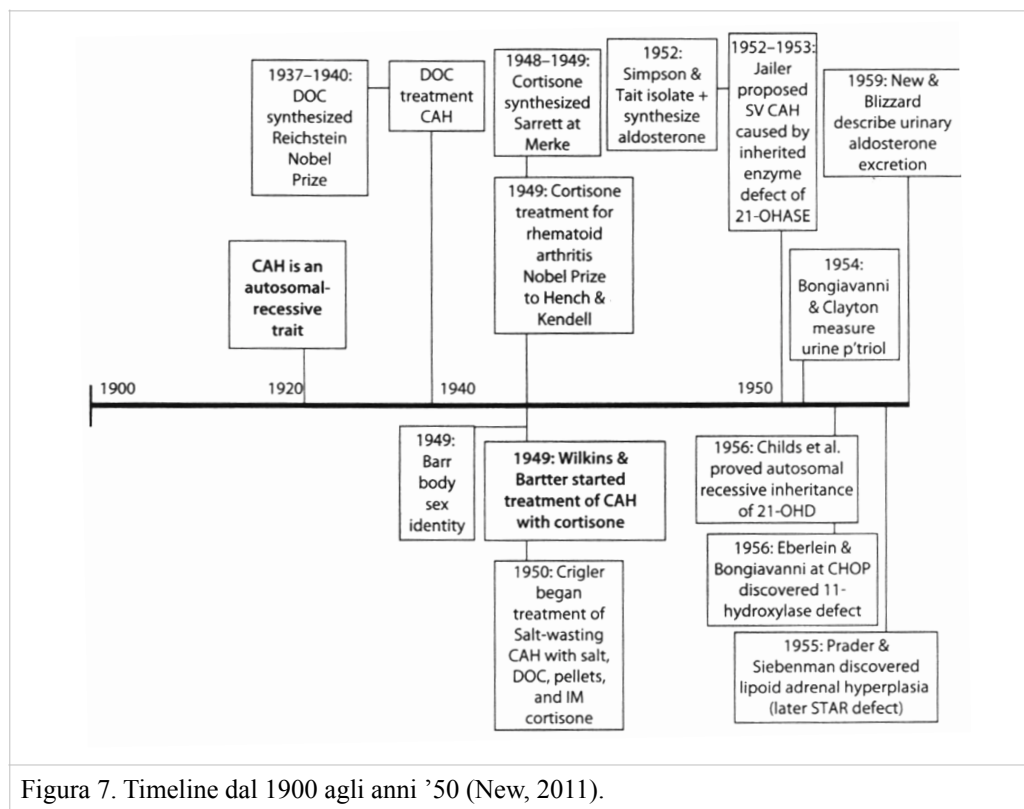 1937–1940:
DOC
synthesized
Reichstein
Nobel
Prize
DOC
treatment
CAH
1948–1949:
Cortisone
synthesized
Sarrett at
Merke
1949: Cortisone
treatment for
rhematoid
arthritis
Nobel Prize
to Hench &
Kendell
1952:
Simpson &
Tait isolate +
synthesize
aldosterone
1952–1953:
Jailer
proposed
SV CAH
caused by
inherited
enzyme
defect of
21-OHASE
1959: New &
Blizzard
describe urinary
aldosterone
excretion
CAH is an
autosomal-
recessive
trait
1954:
Bongiavanni
& Clayton
measure
urine p'triol
1900
1920
1940
1950
1949:
Barr
body
sex
identity
1949: Wilkins &
Bartter started
treatment of CAH
with cortisone
1950: Crigler
began
treatment of
Salt-wasting
CAH with salt,
DOC, pellets,
and IM
cortisone
1956: Childs et al.
proved autosomal
recessive inheritance
of 21-OHD
1956: Eberlein &
Bongiavanni at CHOP
discovered 11-
hydroxylase defect
1955: Prader &
Siebenman discovered
lipoid adrenal hyperplasia
(later STAR defect)
Figura 7. Timeline dal 1900 agli anni ’50 (New, 2011).